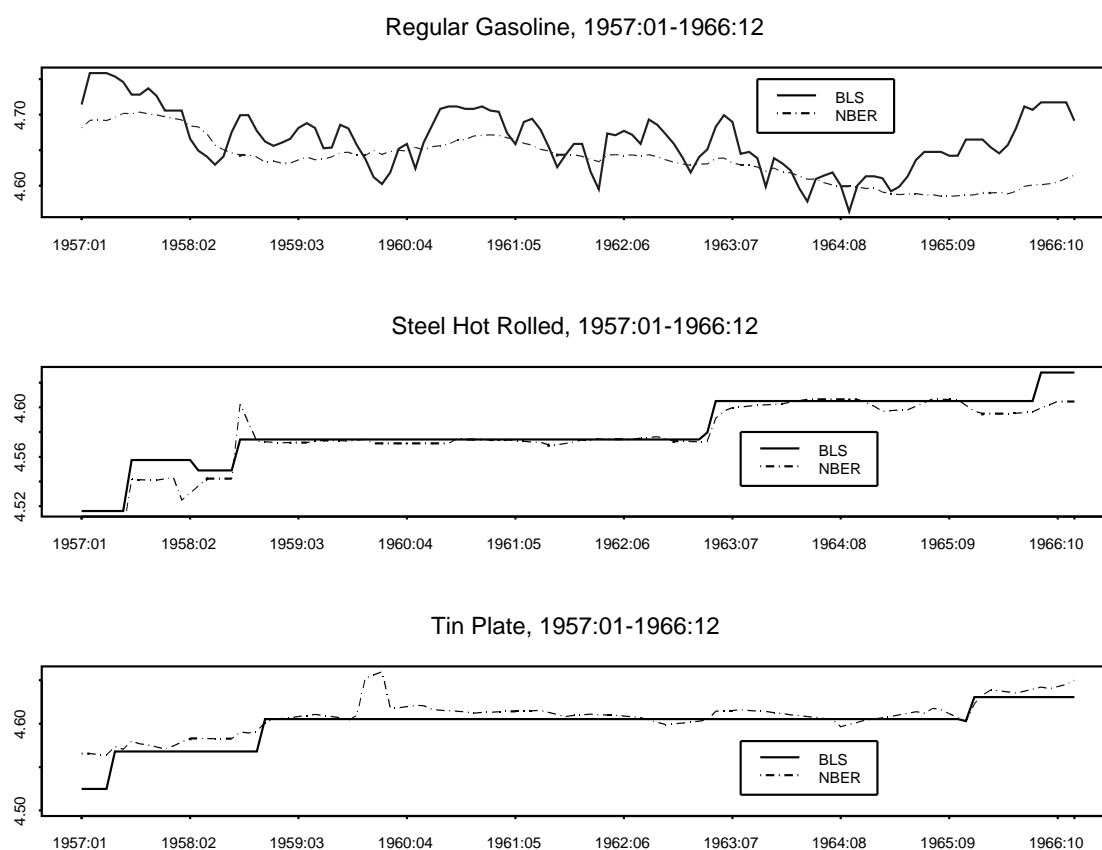 Regular Gasoline, 1957:01-1966:12
4.70
4.60
BLS
NBER
1957:01 1958:02 1959:03 1960:04 1961:05 1962:06 1963:07 1964:08 1965:09 1966:10
Steel Hot Rolled, 1957:01-1966:12
4.60
4.56
4.52
BLS
NBER
1957:01 1958:02 1959:03 1960:04 1961:05 1962:06 1963:07 1964:08 1965:09 1966:10
Tin Plate, 1957:01-1966:12
4.60
4.50
BLS
NBER
1957:01 1958:02 1959:03 1960:04 1961:05 1962:06 1963:07 1964:08 1965:09 1966:10